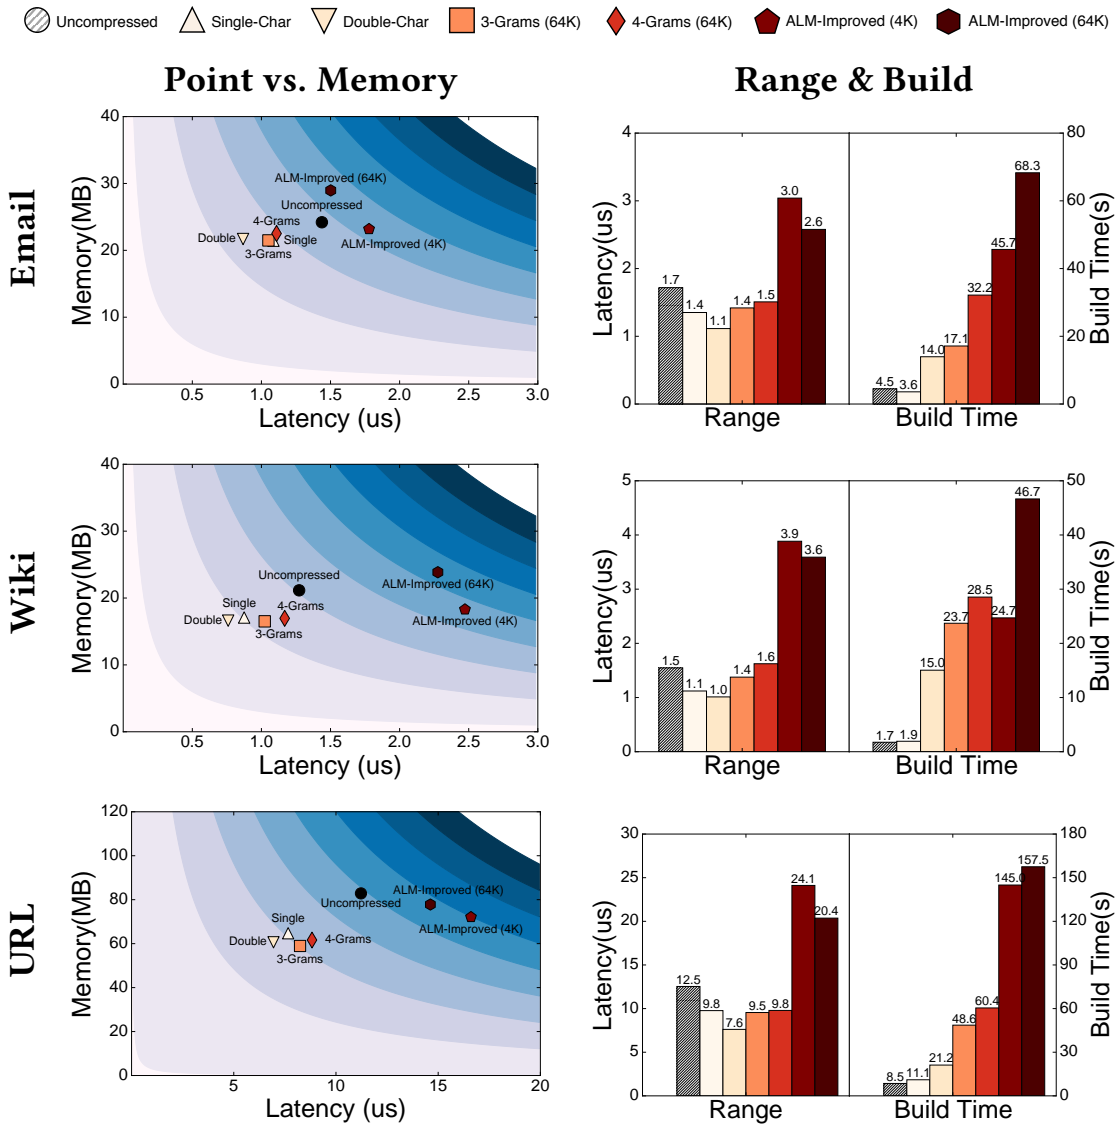 Uncompressed Single-Char Double-Char 3-Grams (64K) 4-Grams (64K) ALM-Improved (4K) ALM-Improved (64K)
Point vs. Memory
Range & Build
Email
Memory(MB)
40
30
20
10
0
ALM-Improved (64K)
Uncompressed
4-Grams
Double
Single
ALM-Improved (4K)
3-Grams
0.5 1.0 1.5 2.0 2.5 3.0
Latency (us)
Latency(us)
4
3
2
1
0
1.7 1.4 1.1 1.4 1.5 3.0 2.6
Range
4.5 3.6 14.0 17.1 32.2 45.7 68.3
Build Time
80
60
40
20
0
Build Time(s)
Wiki
Memory(MB)
40
30
20
10
0
Uncompressed
ALM-Improved (64K)
Single
4-Grams
Double
ALM-Improved (4K)
3-Grams
0.5 1.0 1.5 2.0 2.5 3.0
Latency (us)
Latency(us)
5
4
3
2
1
0
1.5 1.1 1.0 1.4 1.6 3.9 3.6
Range
1.7 1.9 15.0 23.7 28.5 24.7 46.7
Build Time
50
40
30
20
10
0
Build Time(s)
URL
Memory(MB)
120
100
80
60
40
20
0
ALM-Improved (64K)
Uncompressed
Single
ALM-Improved (4K)
Double
4-Grams
3-Grams
5 10 15 20
Latency (us)
Latency(us)
30
25
20
15
10
5
0
12.5 9.8 7.6 9.5 9.8 24.1 20.4
Range
8.5 11.1 21.2 48.6 60.4 145.0 157.5
Build Time
180
150
120
90
60
30
0
Build Time(s)